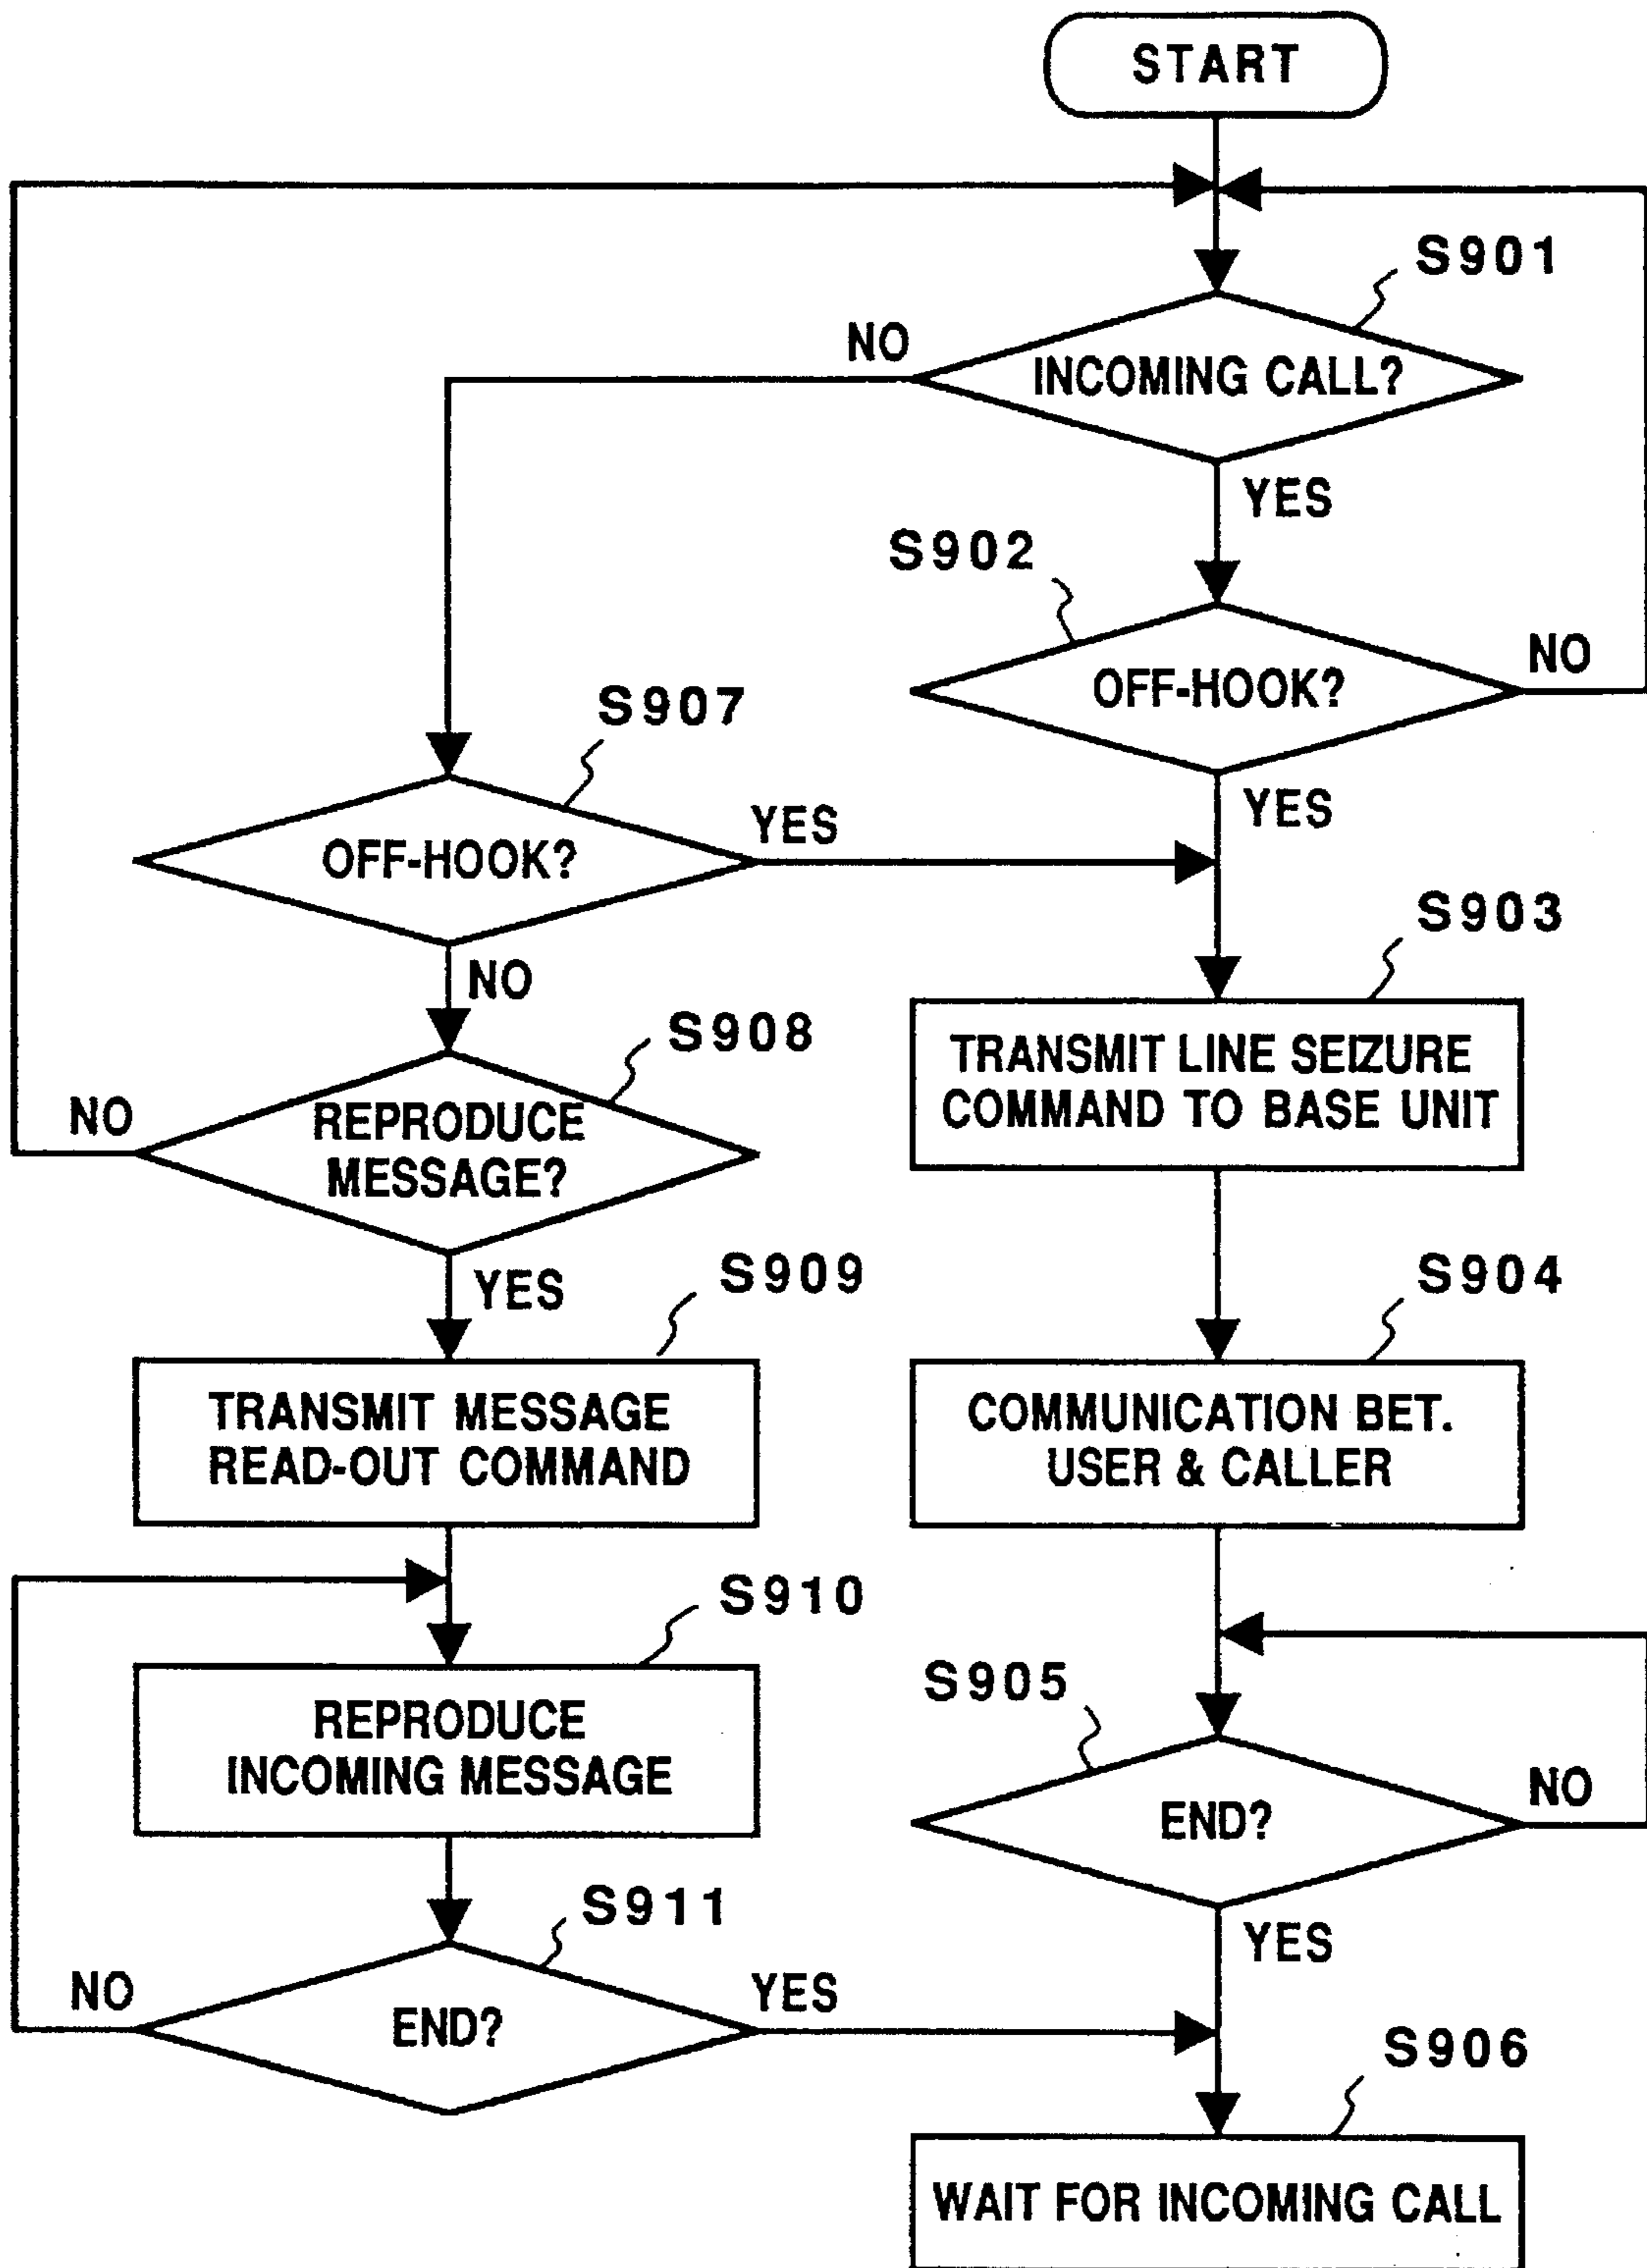 START
S901
NO
INCOMING CALL?
YES
S902
OFF-HOOK?
NO
S907
YES
YES
OFF-HOOK?
S903
NO
S908
TRANSMIT LINE SEIZURE
COMMAND TO BASE UNIT
NO
REPRODUCE
MESSAGE?
YES
S909
S904
TRANSMIT MESSAGE
READ-OUT COMMAND
COMMUNICATION BET.
USER & CALLER
S910
S905
REPRODUCE
INCOMING MESSAGE
END?
NO
S911
YES
NO
YES
END?
S906
WAIT FOR INCOMING CALL